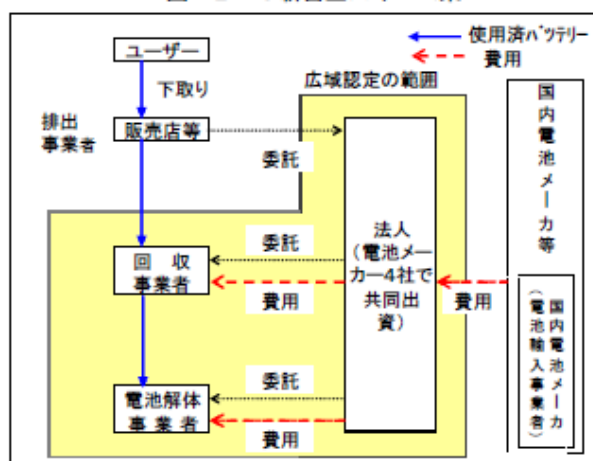 使用済バッテリー
費用
ユーザー
下取り
広域認定の範囲
排出
事業者
販売店等
委託
国内電池メーカ等
法人
(電池メー
カー4社で
共同出
資)
委託
回 収
事業者
費用
費用
国内電池メーカ
(電池輸入事業者)
委託
電池解体
事 業 者
費用